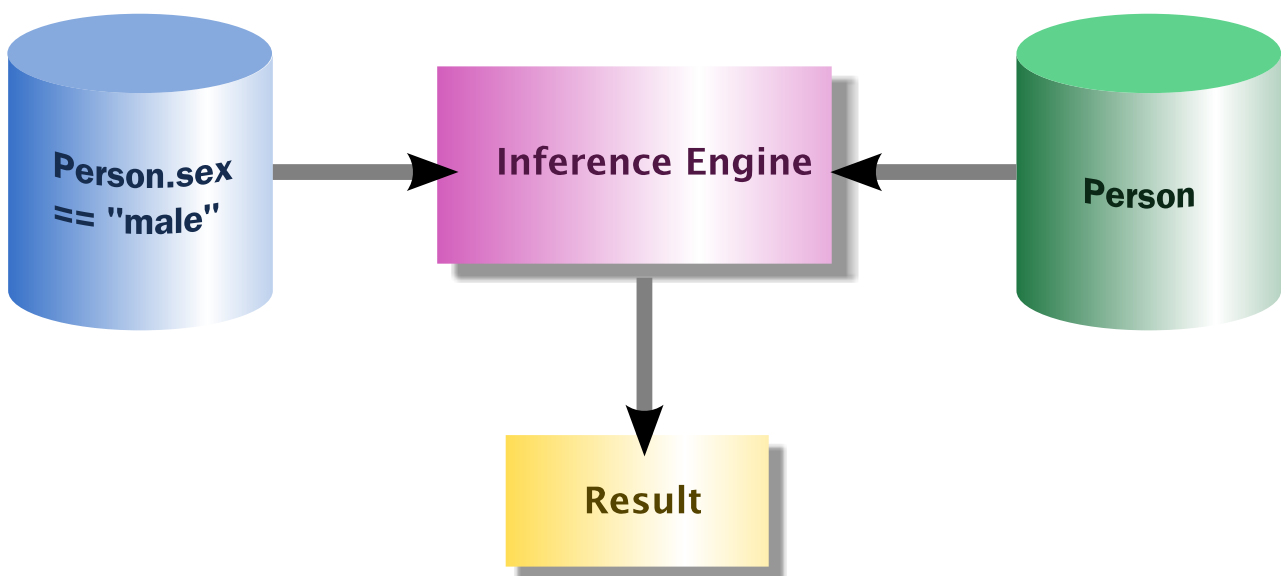 Person.sex
== "male"
Inference Engine
Person
Result